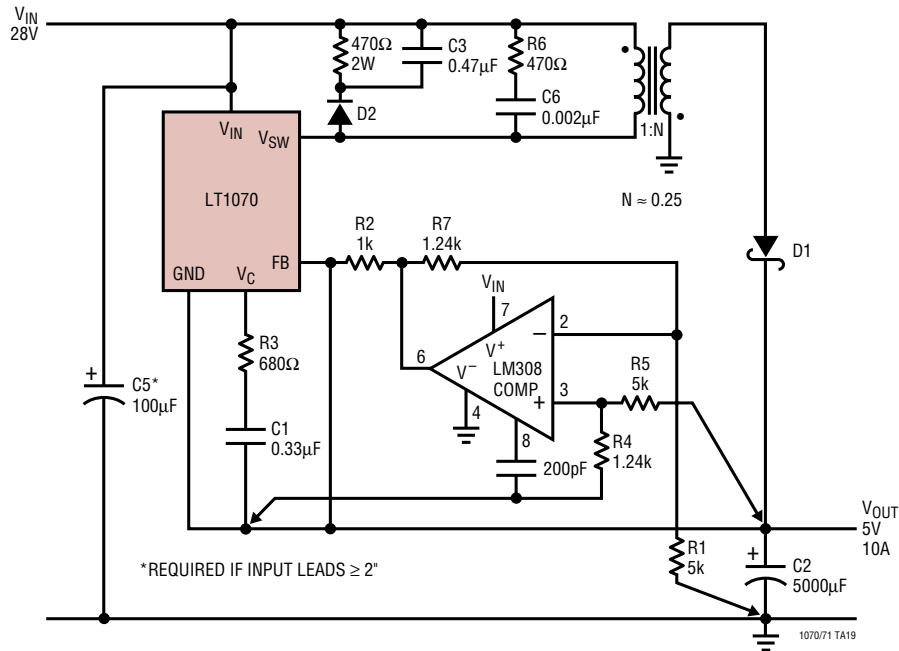 V_IN
28V
470Ω
2W
C3
0.47µF
R6
470Ω
C6
0.002µF
D2
1:N
N ≈ 0.25
V_IN
V_SW
LT1070
GND
V_C
FB
R2
1k
R7
1.24k
D1
V_IN
7
2
V⁺
6
V⁻
LM308
COMP
3
4
8
R5
5k
R3
680Ω
C5*
100µF
+
C1
0.33µF
200pF
R4
1.24k
V_OUT
5V
10A
R1
5k
+
C2
5000µF
*REQUIRED IF INPUT LEADS ≥ 2"
1070/71 TA19